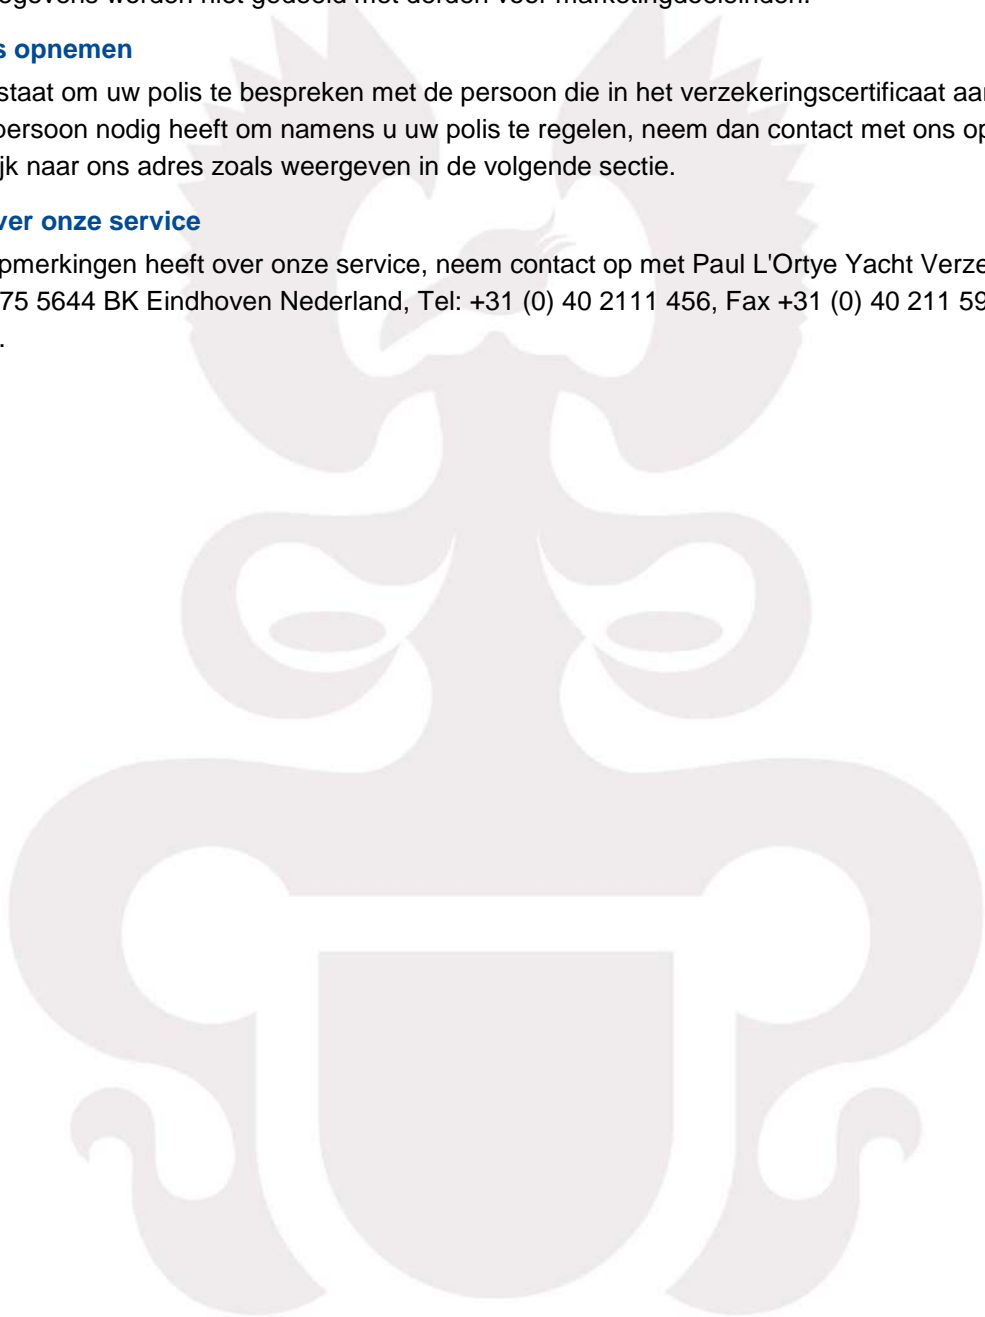 egevens worden niet gedeeld met derden voor marketingdoeleinden.
s opnemen
staat om uw polis te bespreken met de persoon die in het verzekeringscertificaat aan
persoon nodig heeft om namens u uw polis te regelen, neem dan contact met ons op
jk naar ons adres zoals weergeven in de volgende sectie.
ver onze service
pmerkingen heeft over onze service, neem contact op met Paul L'Ortye Yacht Verze
75 5644 BK Eindhoven Nederland, Tel: +31 (0) 40 2111 456, Fax +31 (0) 40 211 59
.